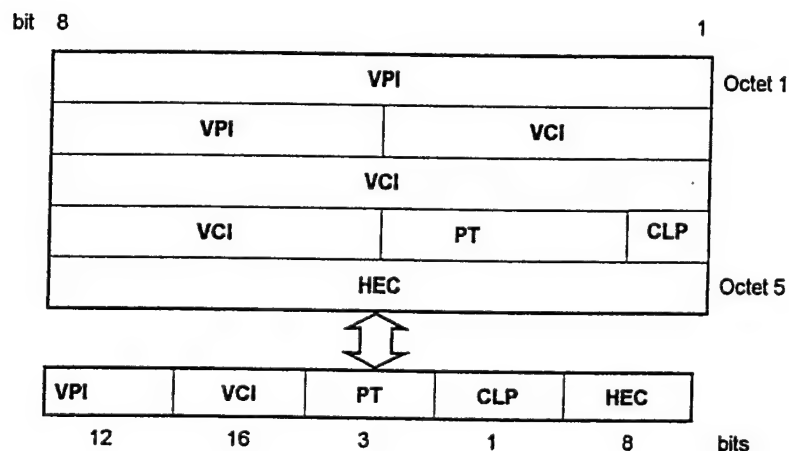 bit 8 1
VPI Octet 1
VPI VCI
VCI
VCI PT CLP
HEC Octet 5
VPI VCI PT CLP HEC
12 16 3 1 8 bits